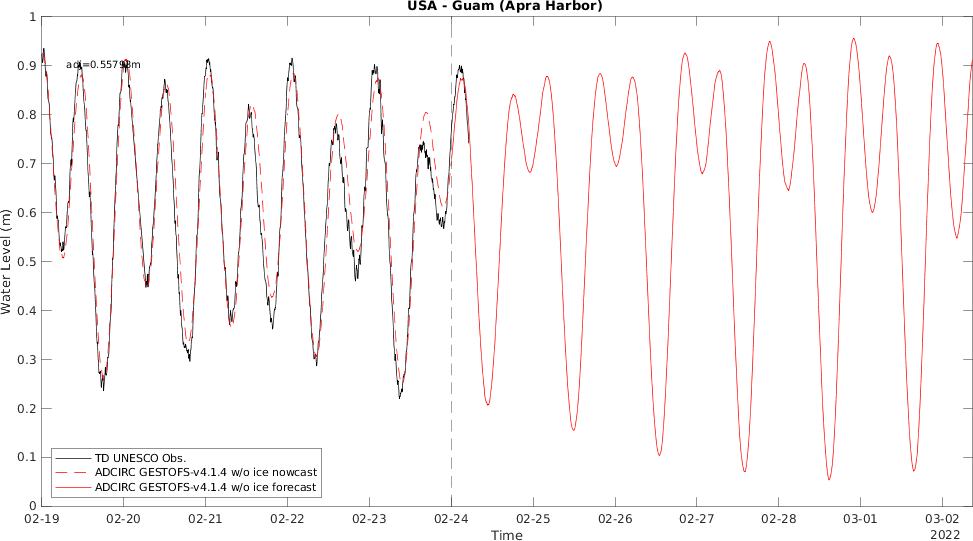 USA - Guam (Apra Harbor)
1
0.9
0.8
0.7
0.6
0.5
0.4
0.3
0.2
0.1
0
Water Level (m)
TD UNESCO Obs.
ADCIRC GESTOFS-v4.1.4 w/o ice nowcast
ADCIRC GESTOFS-v4.1.4 w/o ice forecast
02-19 02-20 02-21 02-22 02-23 02-24 02-25 02-26 02-27 02-28 03-01 03-02
2022
Time